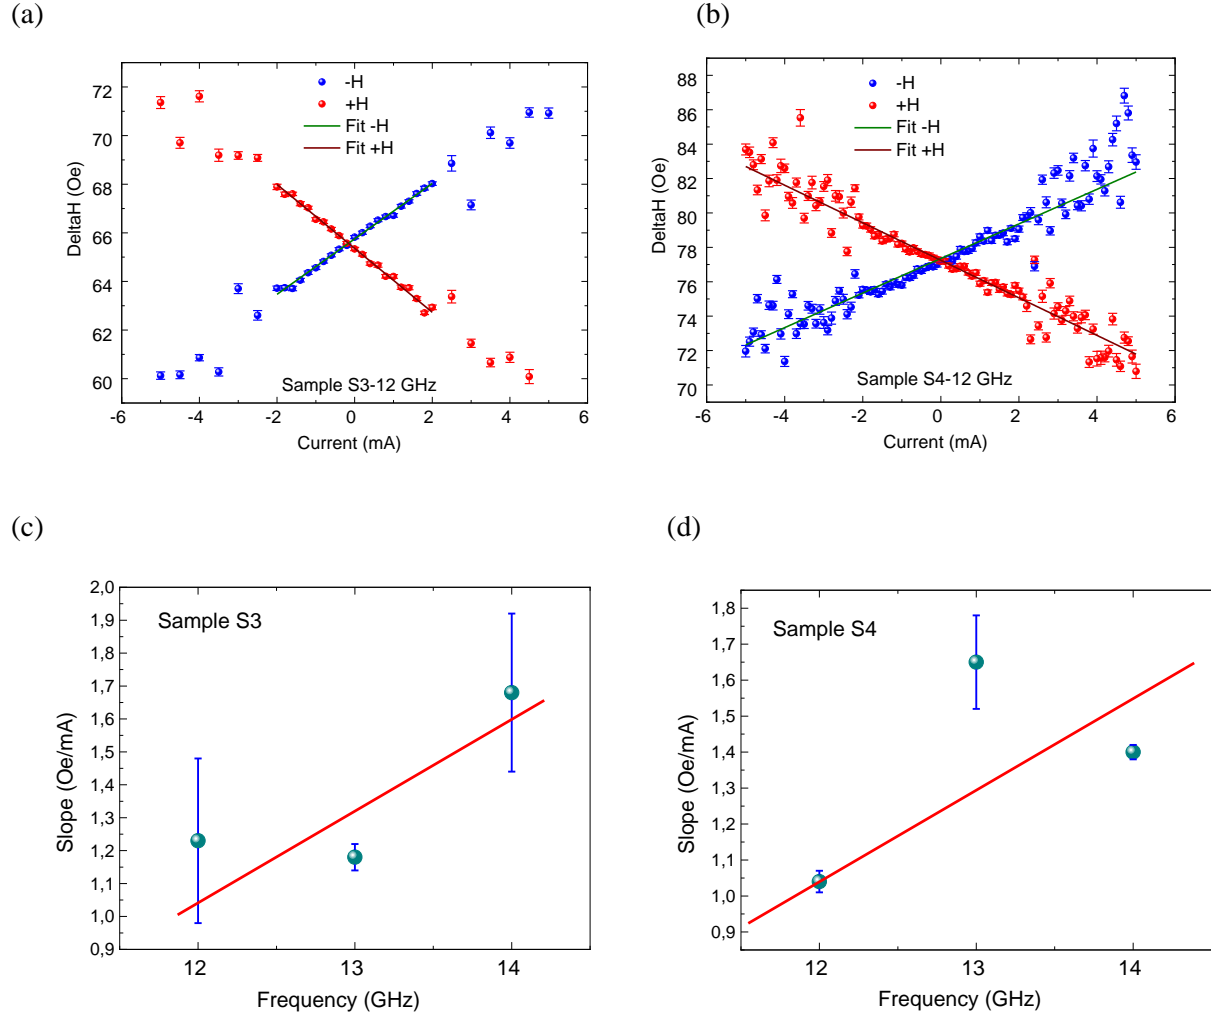 (a)
(b)
-H
+H
Fit -H
Fit +H
72
70
68
66
64
62
60
DeltaH (Oe)
Sample S3-12 GHz
-6
-4
-2
0
2
4
6
Current (mA)
-H
+H
Fit -H
Fit +H
88
86
84
82
80
78
76
74
72
70
DeltaH (Oe)
Sample S4-12 GHz
-6
-4
-2
0
2
4
6
Current (mA)
(c)
(d)
2,0
1,9
1,8
1,7
1,6
1,5
1,4
1,3
1,2
1,1
1,0
0,9
Slope (Oe/mA)
Sample S3
12
13
14
Frequency (GHz)
1,8
1,7
1,6
1,5
1,4
1,3
1,2
1,1
1,0
0,9
Slope (Oe/mA)
Sample S4
12
13
14
Frequency (GHz)